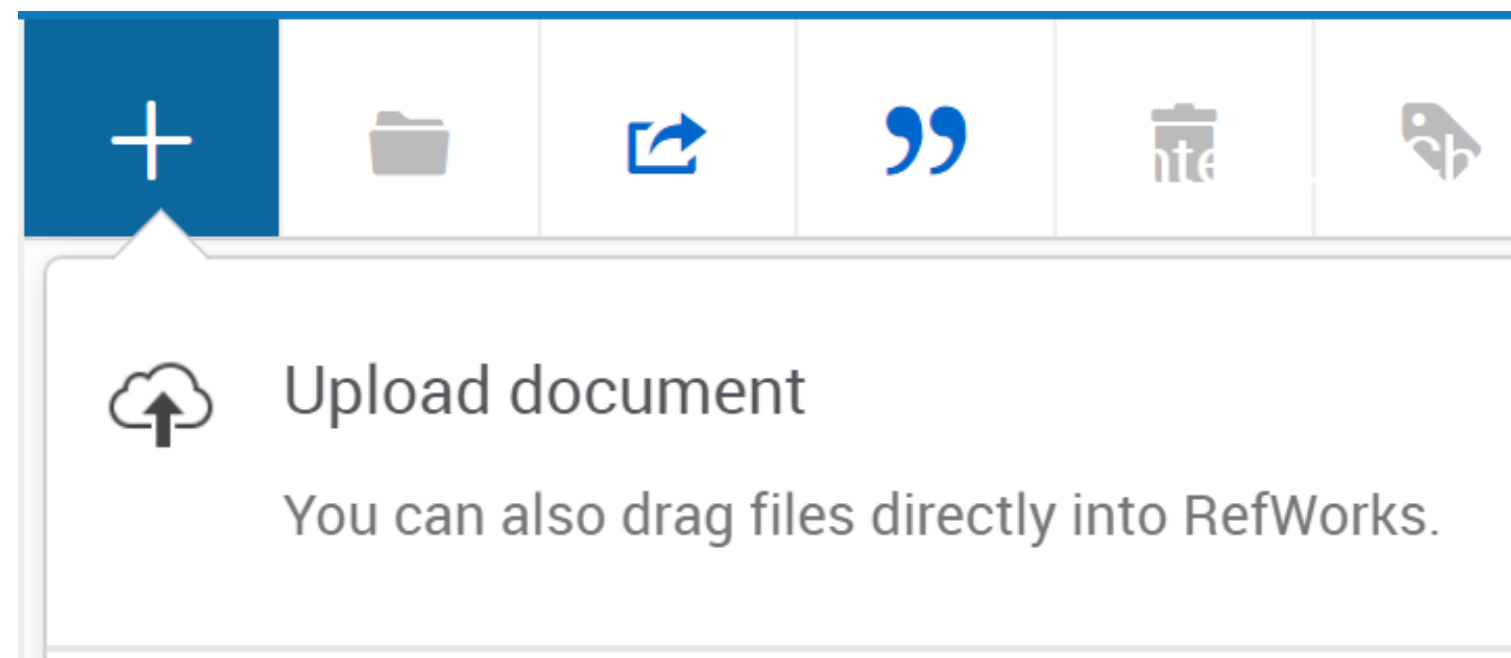 Upload document
You can also drag files directly into RefWorks.